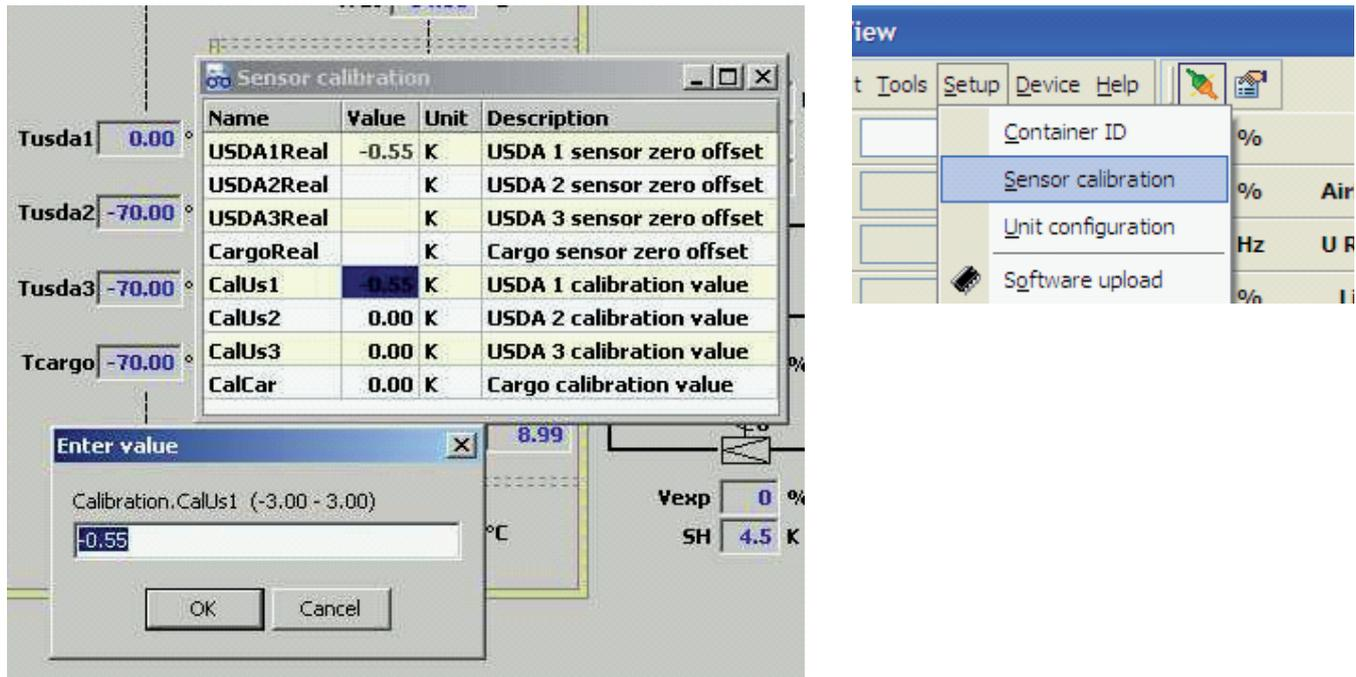 Sensor calibration
Name Value Unit Description
USDA1Real -0.55 K USDA 1 sensor zero offset
USDA2Real K USDA 2 sensor zero offset
USDA3Real K USDA 3 sensor zero offset
CargoReal K Cargo sensor zero offset
CalUs1 -0.55 K USDA 1 calibration value
CalUs2 0.00 K USDA 2 calibration value
CalUs3 0.00 K USDA 3 calibration value
CalCar 0.00 K Cargo calibration value
Tusda1 0.00 °
Tusda2 -70.00 °
Tusda3 -70.00 °
Tcargo -70.00 °
%
8.99
Enter value
Calibration.CalUs1 (-3.00 - 3.00)
-0.55
OK Cancel
°C
Vexp 0 %
SH 4.5 K
iew
t Tools Setup Device Help
Container ID %
Sensor calibration % Air
Unit configuration Hz U R
Software upload %